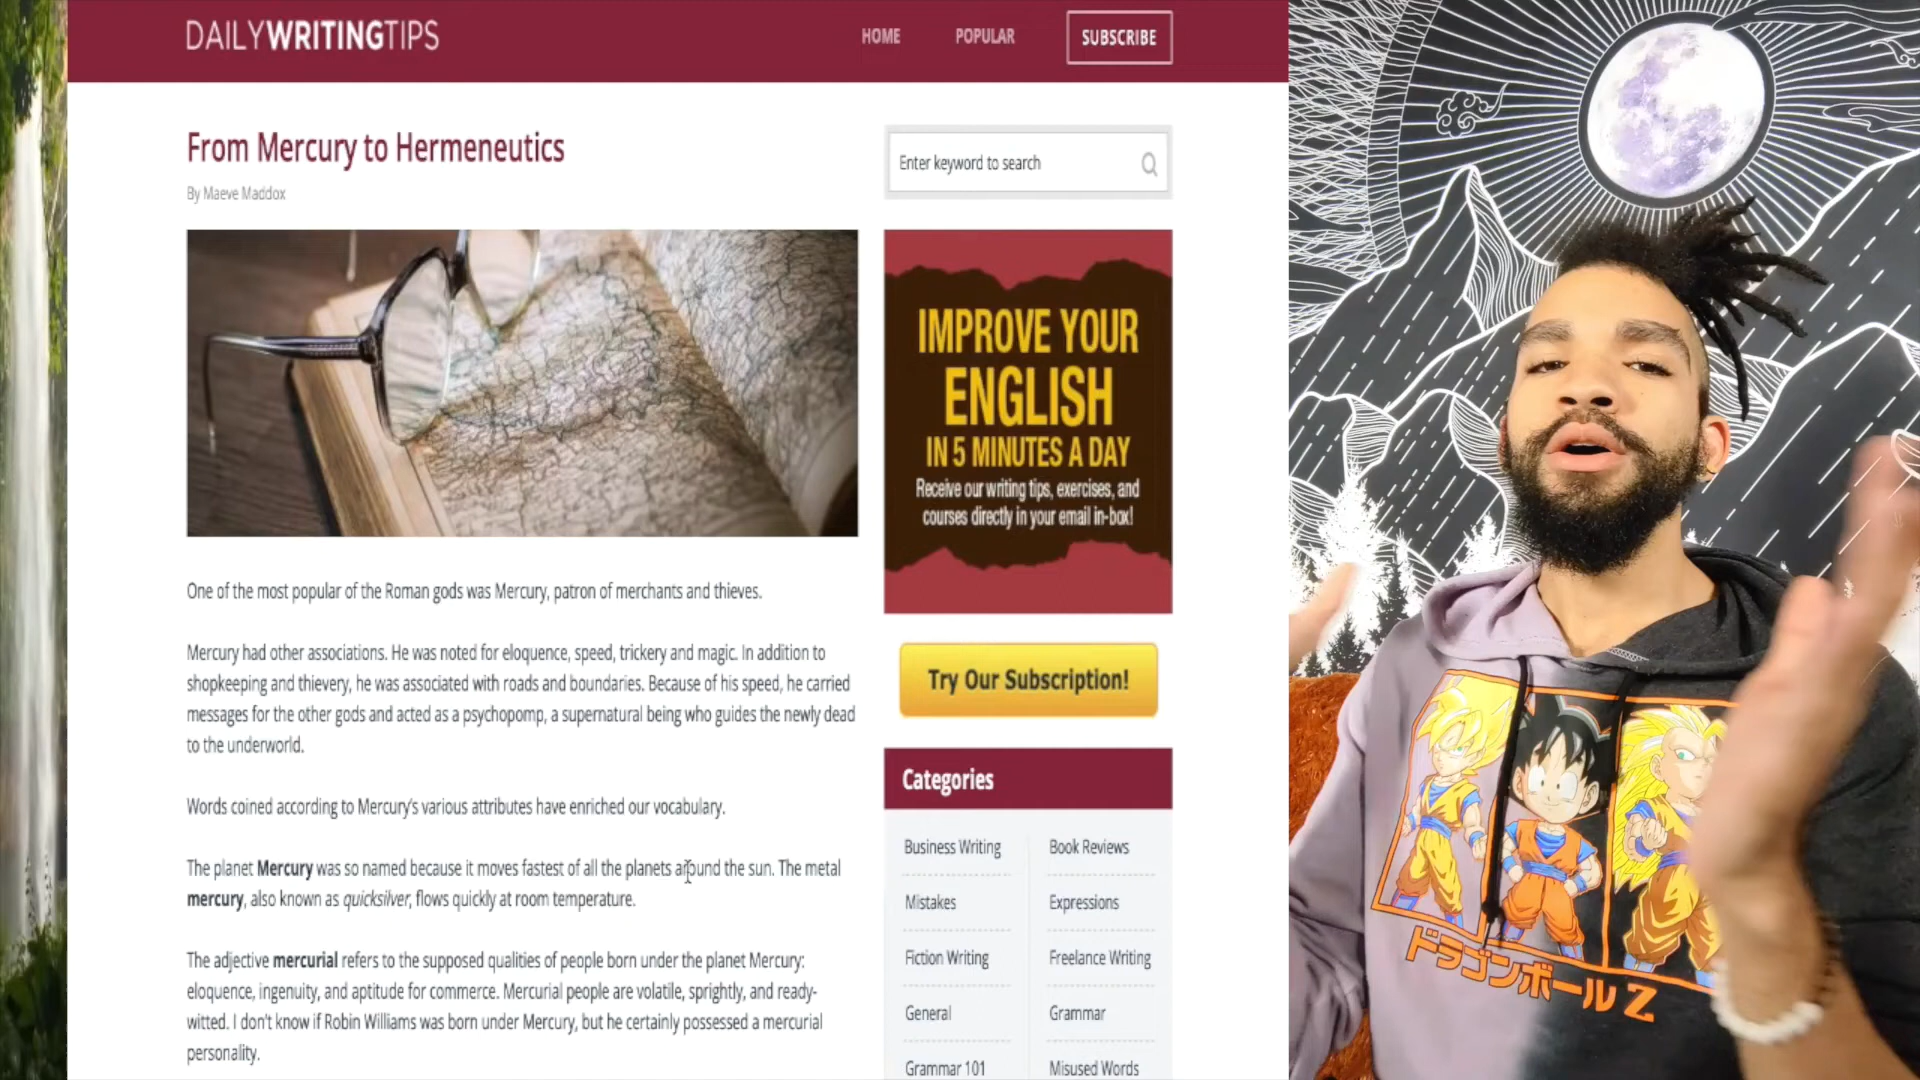 DAILYWRITINGTIPS
HOME
POPULAR
SUBSCRIBE
From Mercury to Hermeneutics
By Maeve Maddox
Enter keyword to search
IMPROVE YOUR
ENGLISH
IN 5 MINUTES A DAY
Receive our writing tips, exercises, and
courses directly in your email in-box!
One of the most popular of the Roman gods was Mercury, patron of merchants and thieves.
Mercury had other associations. He was noted for eloquence, speed, trickery and magic. In addition to
shopkeeping and thievery, he was associated with roads and boundaries. Because of his speed, he carried
messages for the other gods and acted as a psychopomp, a supernatural being who guides the newly dead
to the underworld.
Words coined according to Mercury's various attributes have enriched our vocabulary.
The planet Mercury was so named because it moves fastest of all the planets around the sun. The metal
mercury, also known as quicksilver, flows quickly at room temperature.
The adjective mercurial refers to the supposed qualities of people born under the planet Mercury:
eloquence, ingenuity, and aptitude for commerce. Mercurial people are volatile, sprightly, and ready-
witted. I don't know if Robin Williams was born under Mercury, but he certainly possessed a mercurial
personality.
Try Our Subscription!
Categories
Business Writing
Book Reviews
Mistakes
Expressions
Fiction Writing
Freelance Writing
General
Grammar
Grammar 101
Misused Words
ドラゴンボールZ